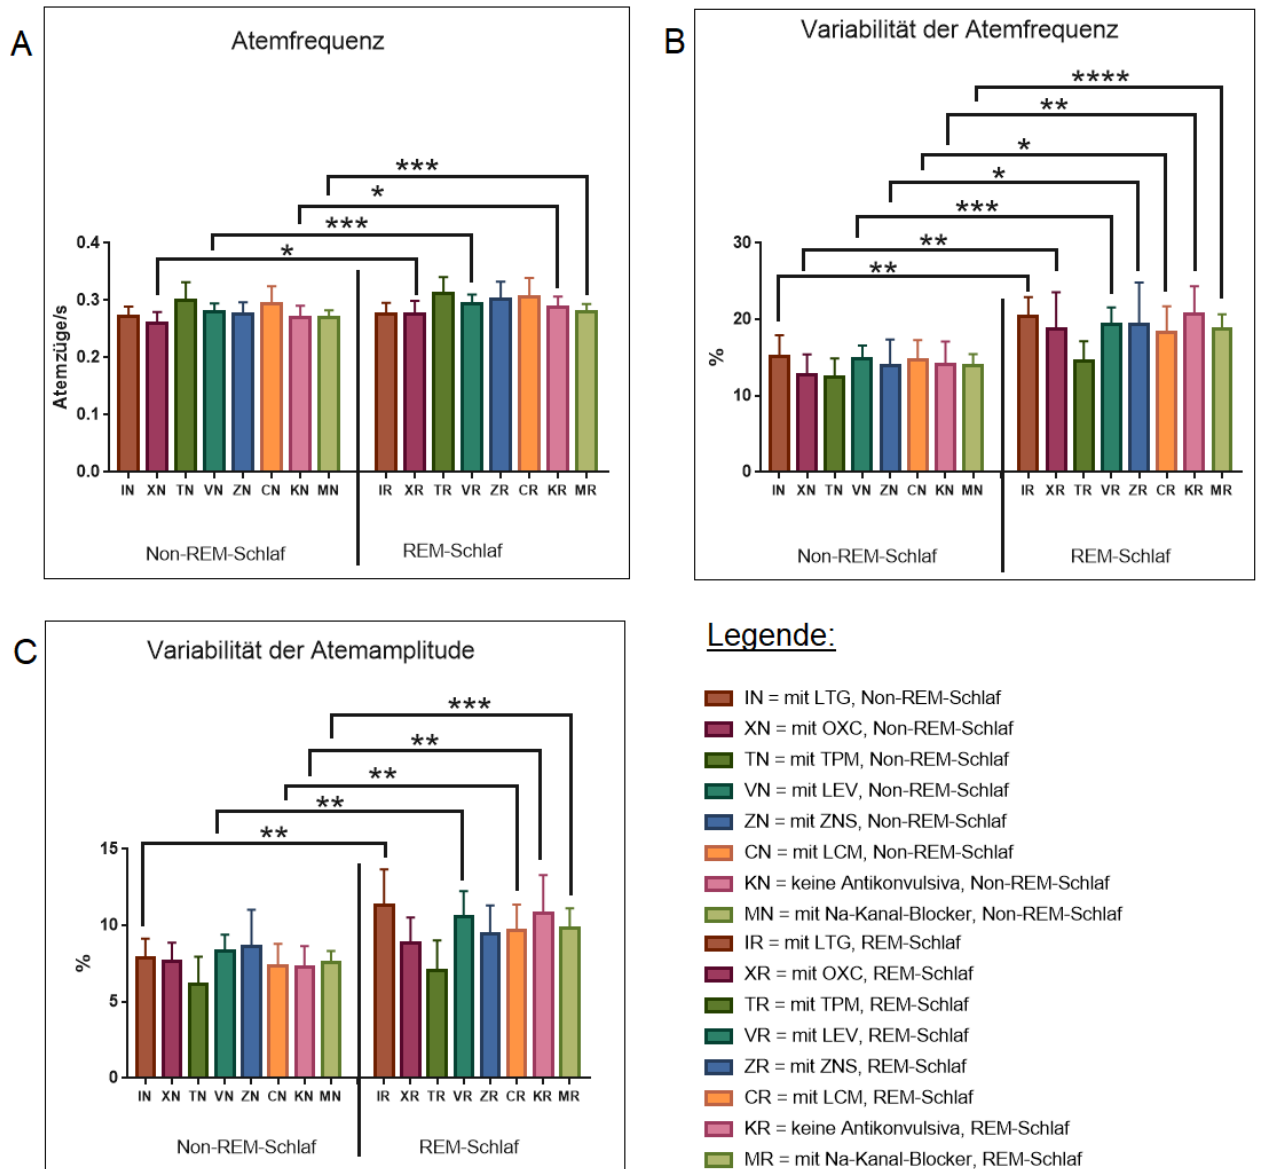 A
Atemfrequenz
***
*
***
*
0.4
0.3
0.2
0.1
0.0
Atemzüge/s
IN XN TN VN ZN CN KN MN IR XR TR VR ZR CR KR MR
Non-REM-Schlaf REM-Schlaf
B
Variabilität der Atemfrequenz
****
**
*
*
***
**
**
30
20
10
0
%
IN XN TN VN ZN CN KN MN IR XR TR VR ZR CR KR MR
Non-REM-Schlaf REM-Schlaf
C
Variabilität der Atemamplitude
***
**
**
**
**
15
10
5
0
%
IN XN TN VN ZN CN KN MN IR XR TR VR ZR CR KR MR
Non-REM-Schlaf REM-Schlaf
Legende:
IN = mit LTG, Non-REM-Schlaf
XN = mit OXC, Non-REM-Schlaf
TN = mit TPM, Non-REM-Schlaf
VN = mit LEV, Non-REM-Schlaf
ZN = mit ZNS, Non-REM-Schlaf
CN = mit LCM, Non-REM-Schlaf
KN = keine Antikonvulsiva, Non-REM-Schlaf
MN = mit Na-Kanal-Blocker, Non-REM-Schlaf
IR = mit LTG, REM-Schlaf
XR = mit OXC, REM-Schlaf
TR = mit TPM, REM-Schlaf
VR = mit LEV, REM-Schlaf
ZR = mit ZNS, REM-Schlaf
CR = mit LCM, REM-Schlaf
KR = keine Antikonvulsiva, REM-Schlaf
MR = mit Na-Kanal-Blocker, REM-Schlaf